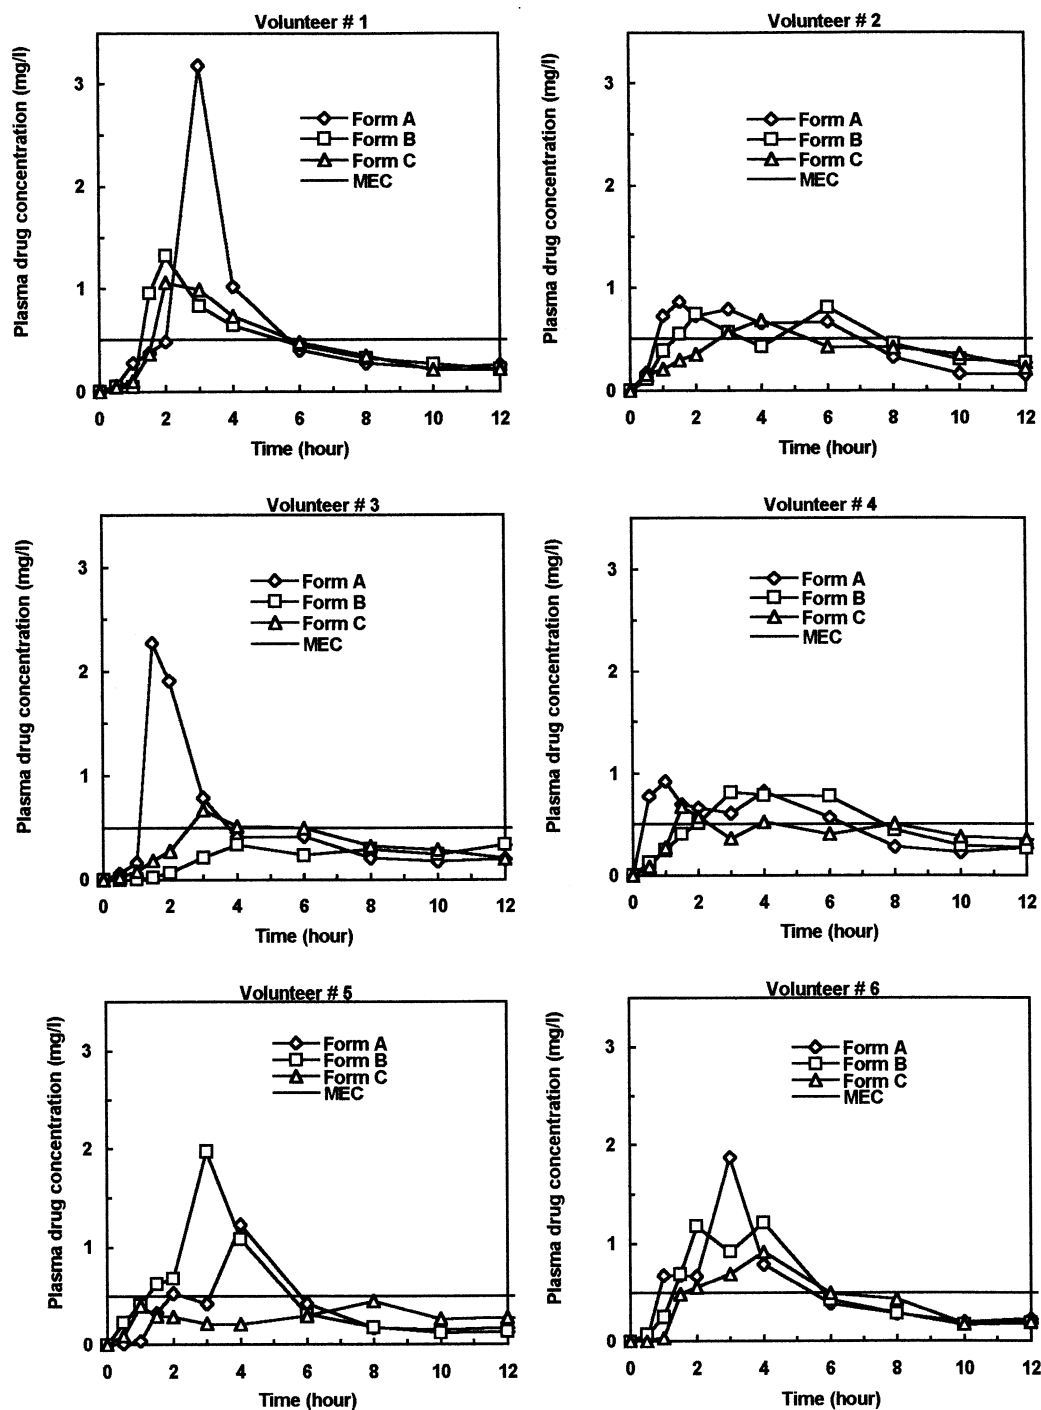 Volunteer # 1
Plasma drug concentration (mg/l)
3
2
1
0
Form A
Form B
Form C
MEC
0 2 4 6 8 10 12
Time (hour)
Volunteer # 2
Plasma drug concentration (mg/l)
3
2
1
0
Form A
Form B
Form C
MEC
0 2 4 6 8 10 12
Time (hour)
Volunteer # 3
Plasma drug concentration (mg/l)
3
2
1
0
Form A
Form B
Form C
MEC
0 2 4 6 8 10 12
Time (hour)
Volunteer # 4
Plasma drug concentration (mg/l)
3
2
1
0
Form A
Form B
Form C
MEC
0 2 4 6 8 10 12
Time (hour)
Volunteer # 5
Plasma drug concentration (mg/l)
3
2
1
0
Form A
Form B
Form C
MEC
0 2 4 6 8 10 12
Time (hour)
Volunteer # 6
Plasma drug concentration (mg/l)
3
2
1
0
Form A
Form B
Form C
MEC
0 2 4 6 8 10 12
Time (hour)